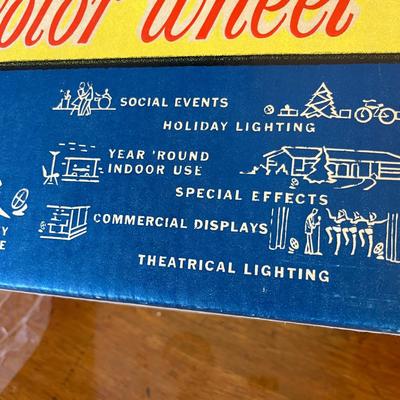 color wheel
SOCIAL EVENTS
HOLIDAY LIGHTING
YEAR 'ROUND
INDOOR USE
SPECIAL EFFECTS
COMMERCIAL DISPLAYS
THEATRICAL LIGHTING